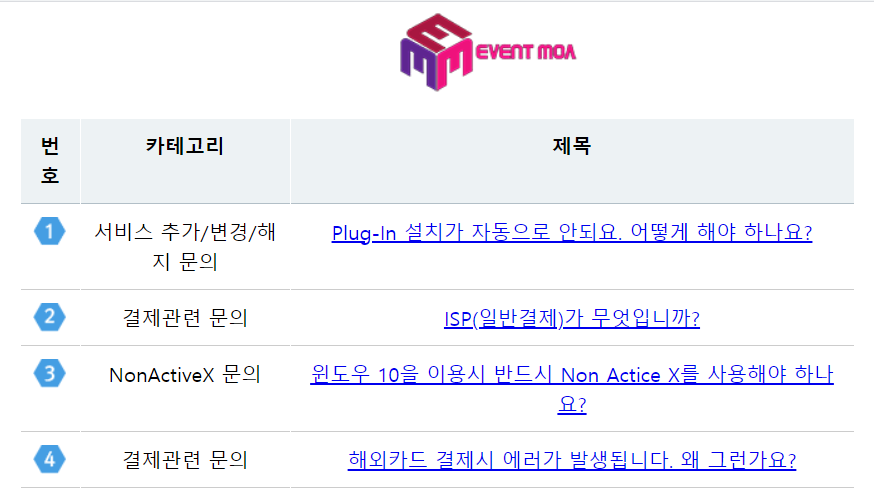 EVENT MOA
번
호
카테고리
제목
1
서비스 추가/변경/해
지 문의
Plug-In 설치가 자동으로 안되요. 어떻게 해야 하나요?
2
결제관련 문의
ISP(일반결제)가 무엇입니까?
3
NonActiveX 문의
윈도우 10을 이용시 반드시 Non Actice X를 사용해야 하나
요?
4
결제관련 문의
해외카드 결제시 에러가 발생됩니다. 왜 그런가요?